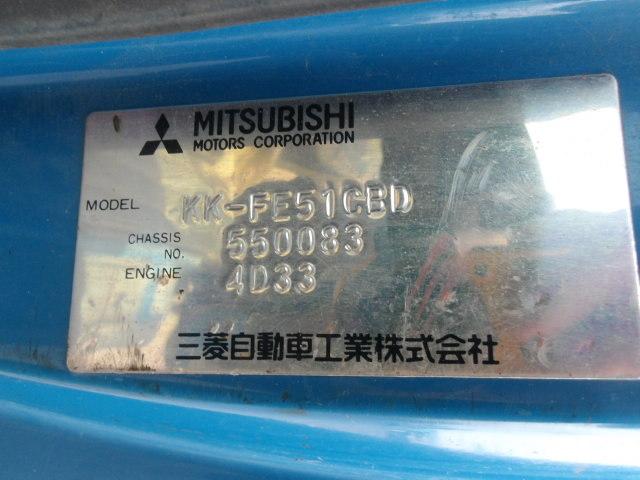 MITSUBISHI
MOTORS CORPORATION
MODEL KK-FE51CBD
CHASSIS NO. 550083
ENGINE 4D33
三菱自動車工業株式会社